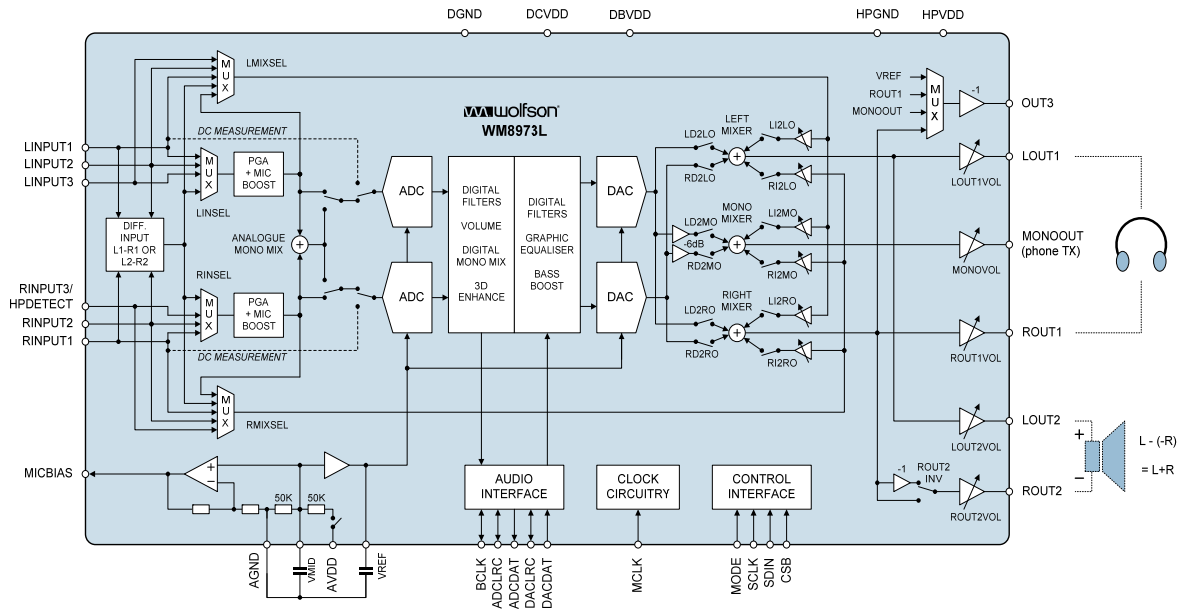 DGND
DCVDD
DBVDD
HPGND
HPVDD
MUX
LMIXSEL
VREF
ROUT1
MONOOUT
MUX
-1
OUT3
wolfson®
WM8973L
DC MEASUREMENT
LINPUT1
LINPUT2
LINPUT3
MUX
LINSEL
PGA
+ MIC
BOOST
ADC
DIGITAL
FILTERS
VOLUME
DIGITAL
MONO MIX
3D
ENHANCE
DIGITAL
FILTERS
GRAPHIC
EQUALISER
BASS
BOOST
DAC
LD2LO
RD2LO
LEFT
MIXER
+
LI2LO
RI2LO
LOUT1
LOUT1VOL
DIFF.
INPUT
L1-R1 OR
L2-R2
ANALOGUE
MONO MIX
+
LD2MO
-6dB
RD2MO
MONO
MIXER
+
LI2MO
RI2MO
MONOOUT
(phone TX)
MONOVOL
RINPUT3/
HPDETECT
RINPUT2
RINPUT1
RINSEL
MUX
PGA
+ MIC
BOOST
DC MEASUREMENT
ADC
DAC
LD2RO
RD2RO
RIGHT
MIXER
+
LI2RO
RI2RO
ROUT1
ROUT1VOL
MUX
RMIXSEL
LOUT2
LOUT2VOL
+
−
L - (-R)
= L+R
MICBIAS
+
−
50K
50K
AUDIO
INTERFACE
CLOCK
CIRCUITRY
CONTROL
INTERFACE
-1
ROUT2
INV
ROUT2
ROUT2VOL
AGND
VMID
AVDD
VREF
BCLK
ADCLRC
ADCDAT
DACLRC
DACDAT
MCLK
MODE
SCLK
SDIN
CSB